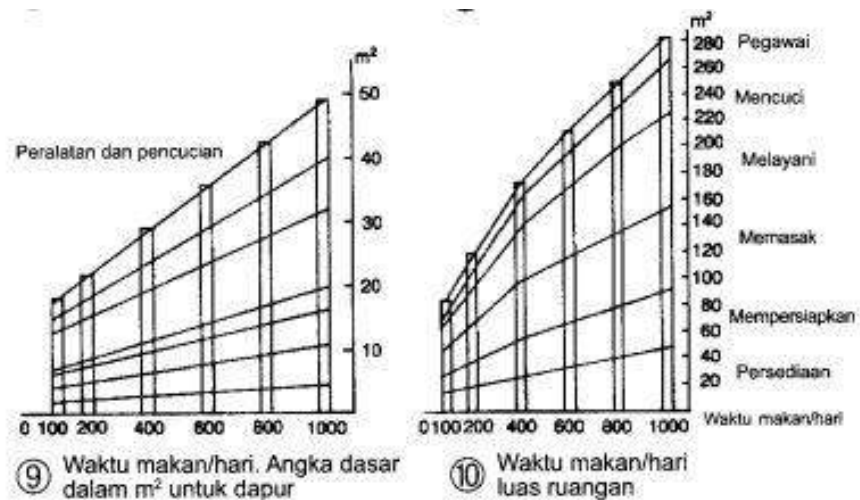 m²
50
40
30
20
10
Peralatan dan pencucian
0 100 200 400 600 800 1000
⑨ Waktu makan/hari. Angka dasar
dalam m² untuk dapur
m²
280 Pegawai
260
240 Mencuci
220
200
180 Melayani
160
140
120 Memasak
100
80
60 Mempersiapkan
40
20 Persediaan
0 100 200 400 600 800 1000 Waktu makan/hari
⑩ Waktu makan/hari
luas ruangan